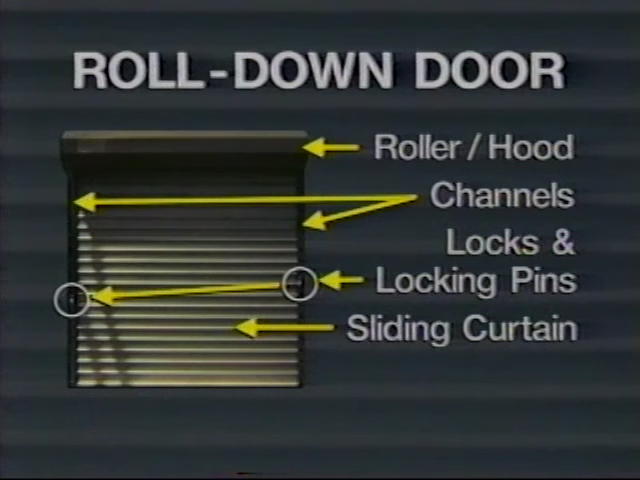 ROLL-DOWN DOOR
Roller / Hood
Channels
Locks &
Locking Pins
Sliding Curtain